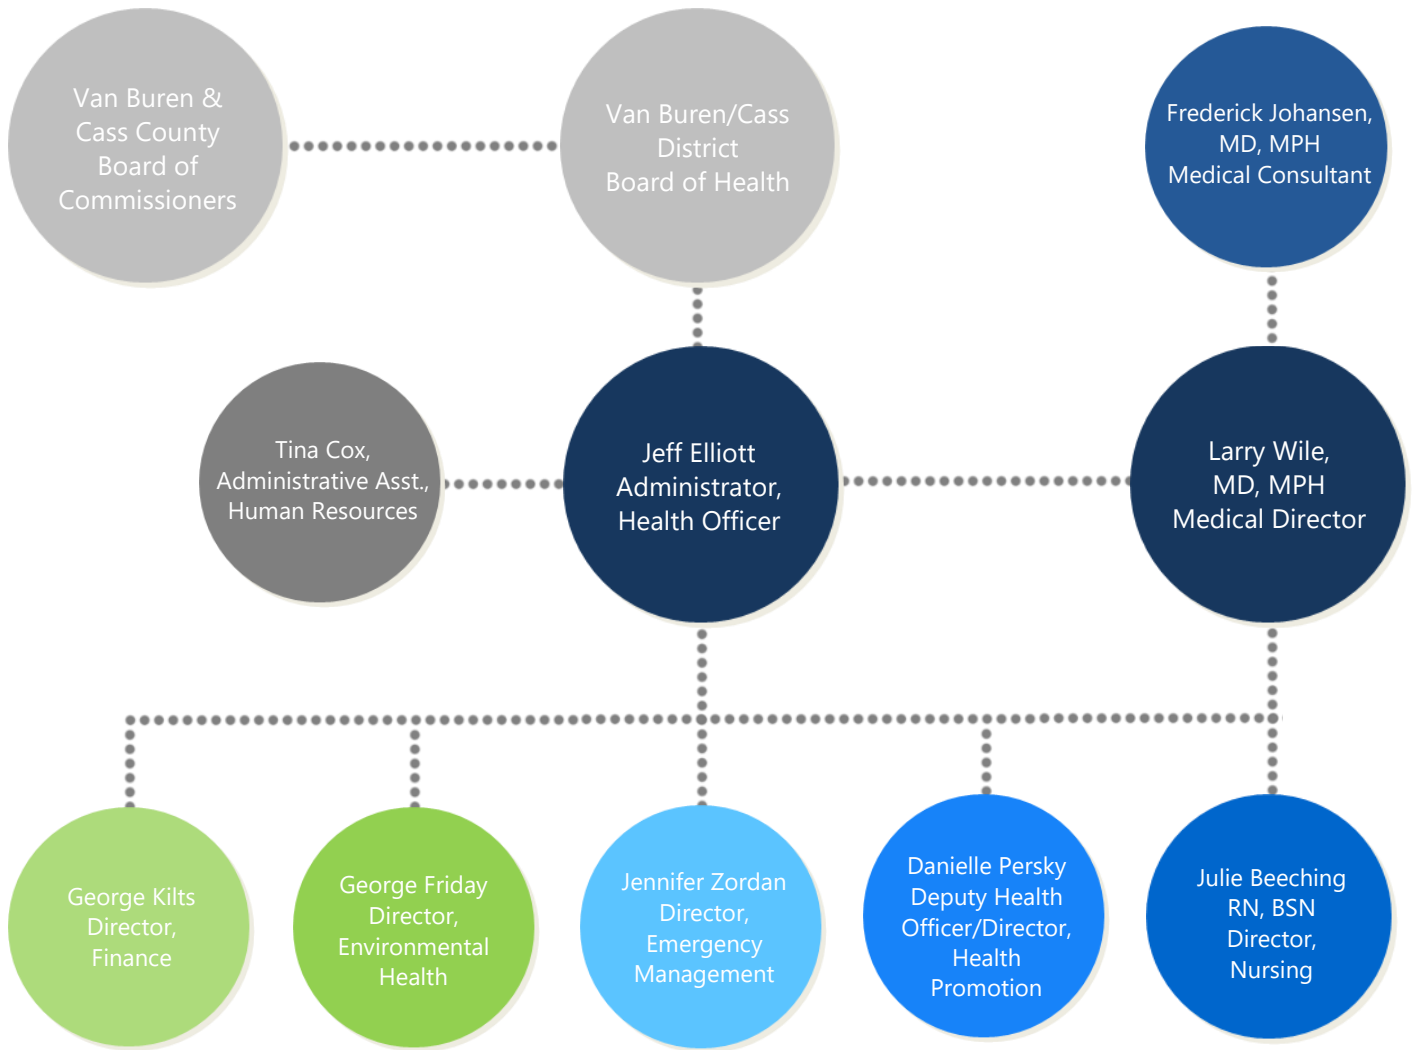 Van Buren &
Cass County
Board of
Commissioners
Van Buren/Cass
District
Board of Health
Frederick Johansen,
MD, MPH
Medical Consultant
Tina Cox,
Administrative Asst.,
Human Resources
Jeff Elliott
Administrator,
Health Officer
Larry Wile,
MD, MPH
Medical Director
George Kilts
Director,
Finance
George Friday
Director,
Environmental
Health
Jennifer Zordan
Director,
Emergency
Management
Danielle Persky
Deputy Health
Officer/Director,
Health
Promotion
Julie Beeching
RN, BSN
Director,
Nursing